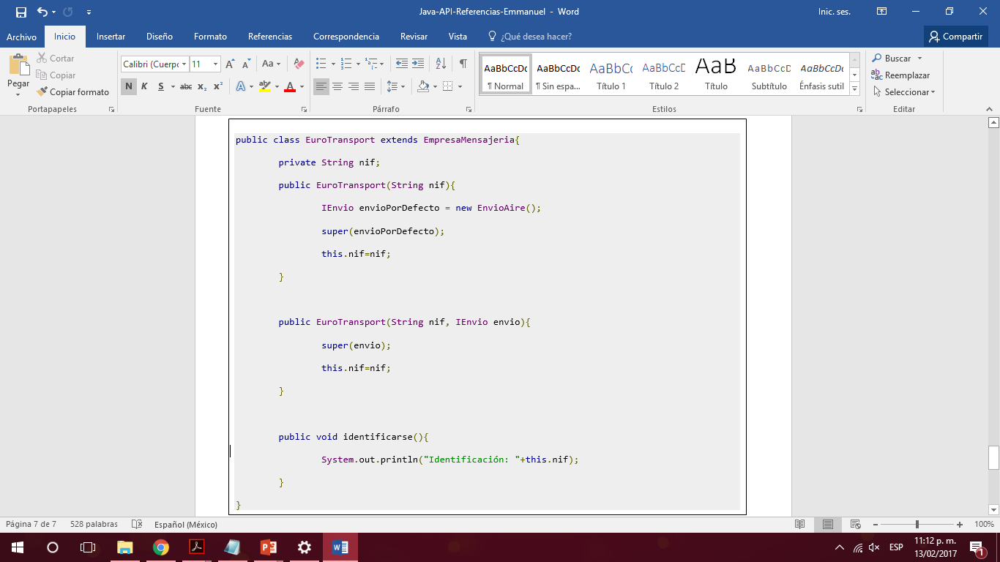 Java-API-Referencias-Emmanuel - Word
Inic. ses.
Archivo Inicio Insertar Diseño Formato Referencias Correspondencia Revisar Vista ¿Qué desea hacer? Compartir
Pegar
Cortar
Copiar
Copiar formato
Portapapeles
Calibri (Cuerpo 11
N K S abc x₂ x²
Fuente
Párrafo
AaBbCcDc AaBbCcDc AaBbCc AaBbCcD AaB AaBbCcD AaBbCcDc
¶ Normal ¶ Sin espa... Título 1 Título 2 Título Subtítulo Énfasis sutil
Estilos
Buscar
Reemplazar
Seleccionar
Editar
public class EuroTransport extends EmpresaMensajeria{
private String nif;
public EuroTransport(String nif){
IEnvio envioPorDefecto = new EnvioAire();
super(envioPorDefecto);
this.nif=nif;
}
public EuroTransport(String nif, IEnvio envio){
super(envio);
this.nif=nif;
}
public void identificarse(){
System.out.println("Identificación: "+this.nif);
}
}
Página 7 de 7 528 palabras Español (México) 100%
ESP
11:12 p. m.
13/02/2017
1